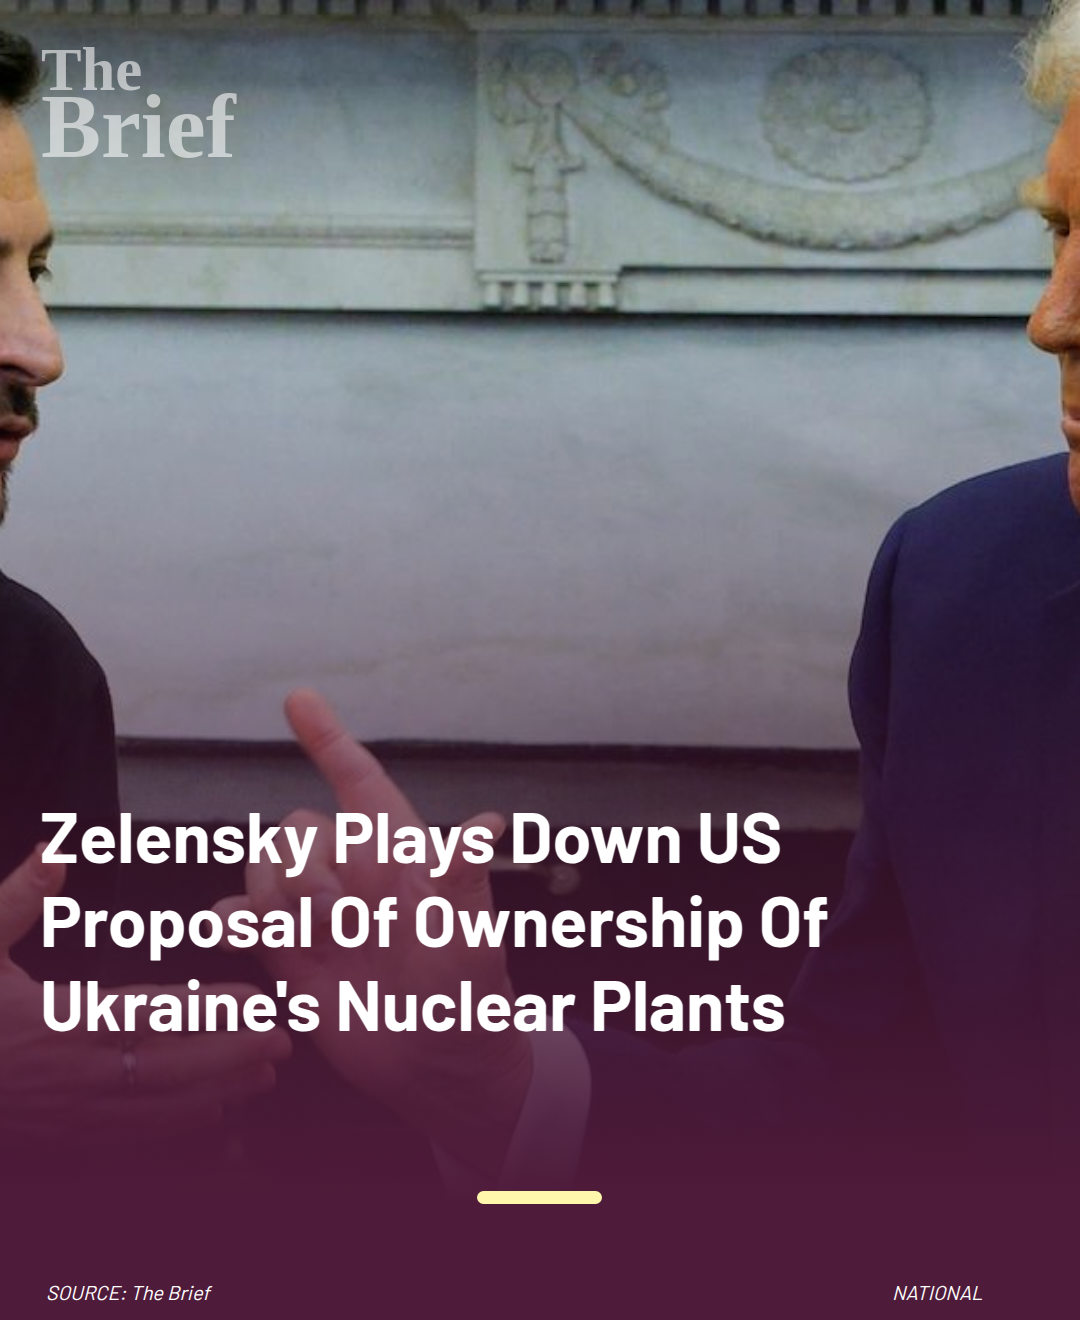 The
Brief
Zelensky Plays Down US
Proposal Of Ownership Of
Ukraine's Nuclear Plants
SOURCE: The Brief
NATIONAL